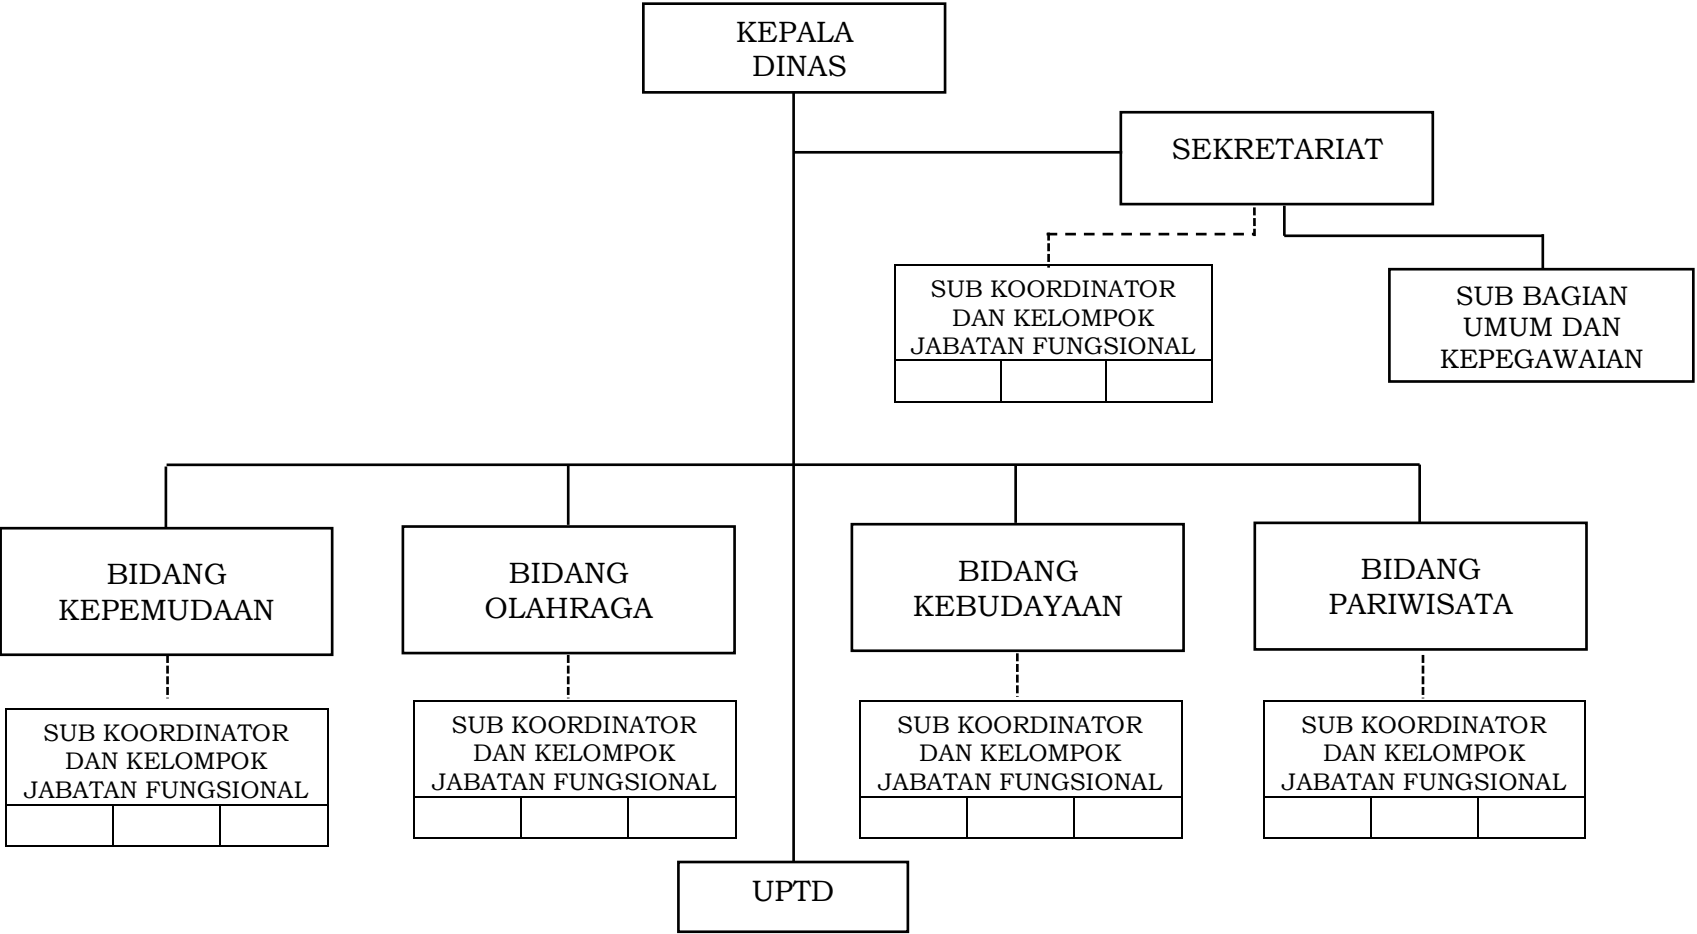 KEPALA
DINAS
SEKRETARIAT
SUB KOORDINATOR
DAN KELOMPOK
JABATAN FUNGSIONAL
SUB BAGIAN
UMUM DAN
KEPEGAWAIAN
BIDANG
KEPEMUDAAN
BIDANG
OLAHRAGA
BIDANG
KEBUDAYAAN
BIDANG
PARIWISATA
SUB KOORDINATOR
DAN KELOMPOK
JABATAN FUNGSIONAL
SUB KOORDINATOR
DAN KELOMPOK
JABATAN FUNGSIONAL
SUB KOORDINATOR
DAN KELOMPOK
JABATAN FUNGSIONAL
SUB KOORDINATOR
DAN KELOMPOK
JABATAN FUNGSIONAL
UPTD